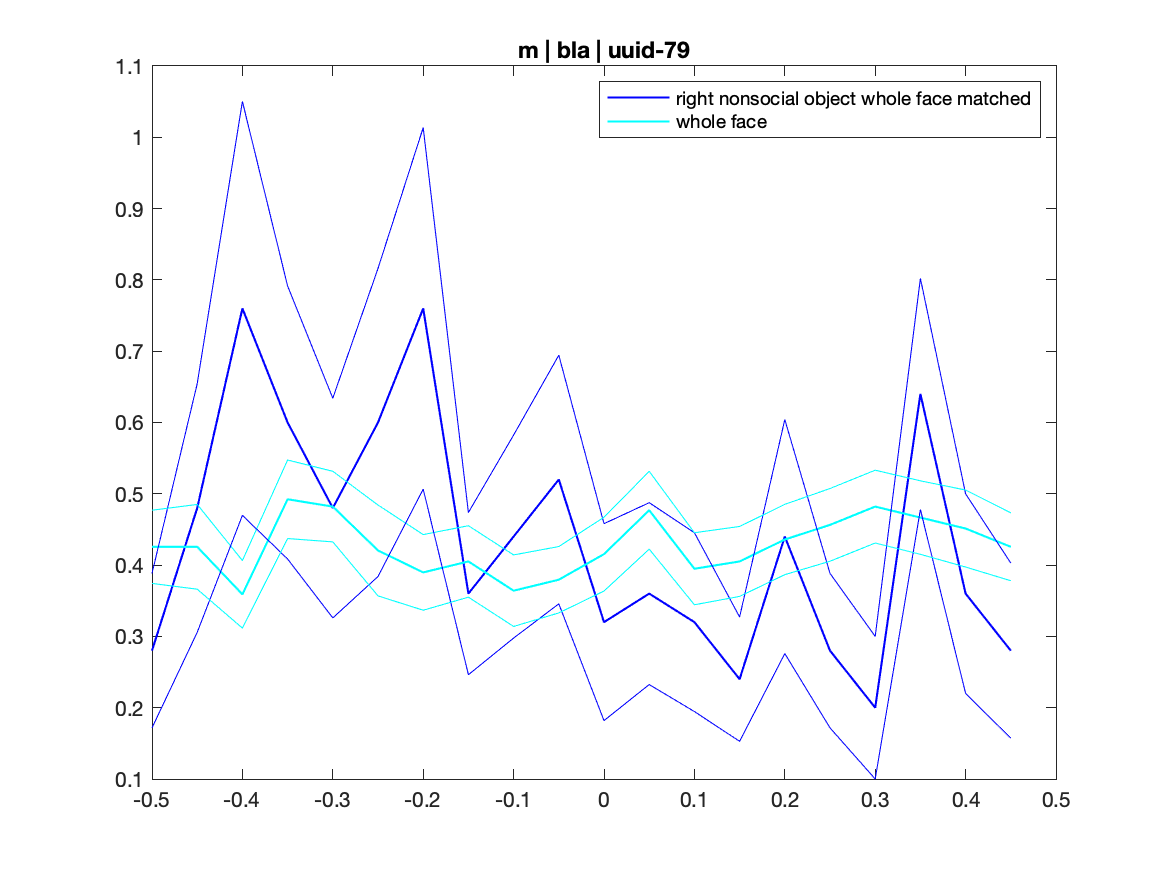 m | bla | uuid-79
right nonsocial object whole face matched
whole face
1.1
1
0.9
0.8
0.7
0.6
0.5
0.4
0.3
0.2
0.1
-0.5 -0.4 -0.3 -0.2 -0.1 0 0.1 0.2 0.3 0.4 0.5